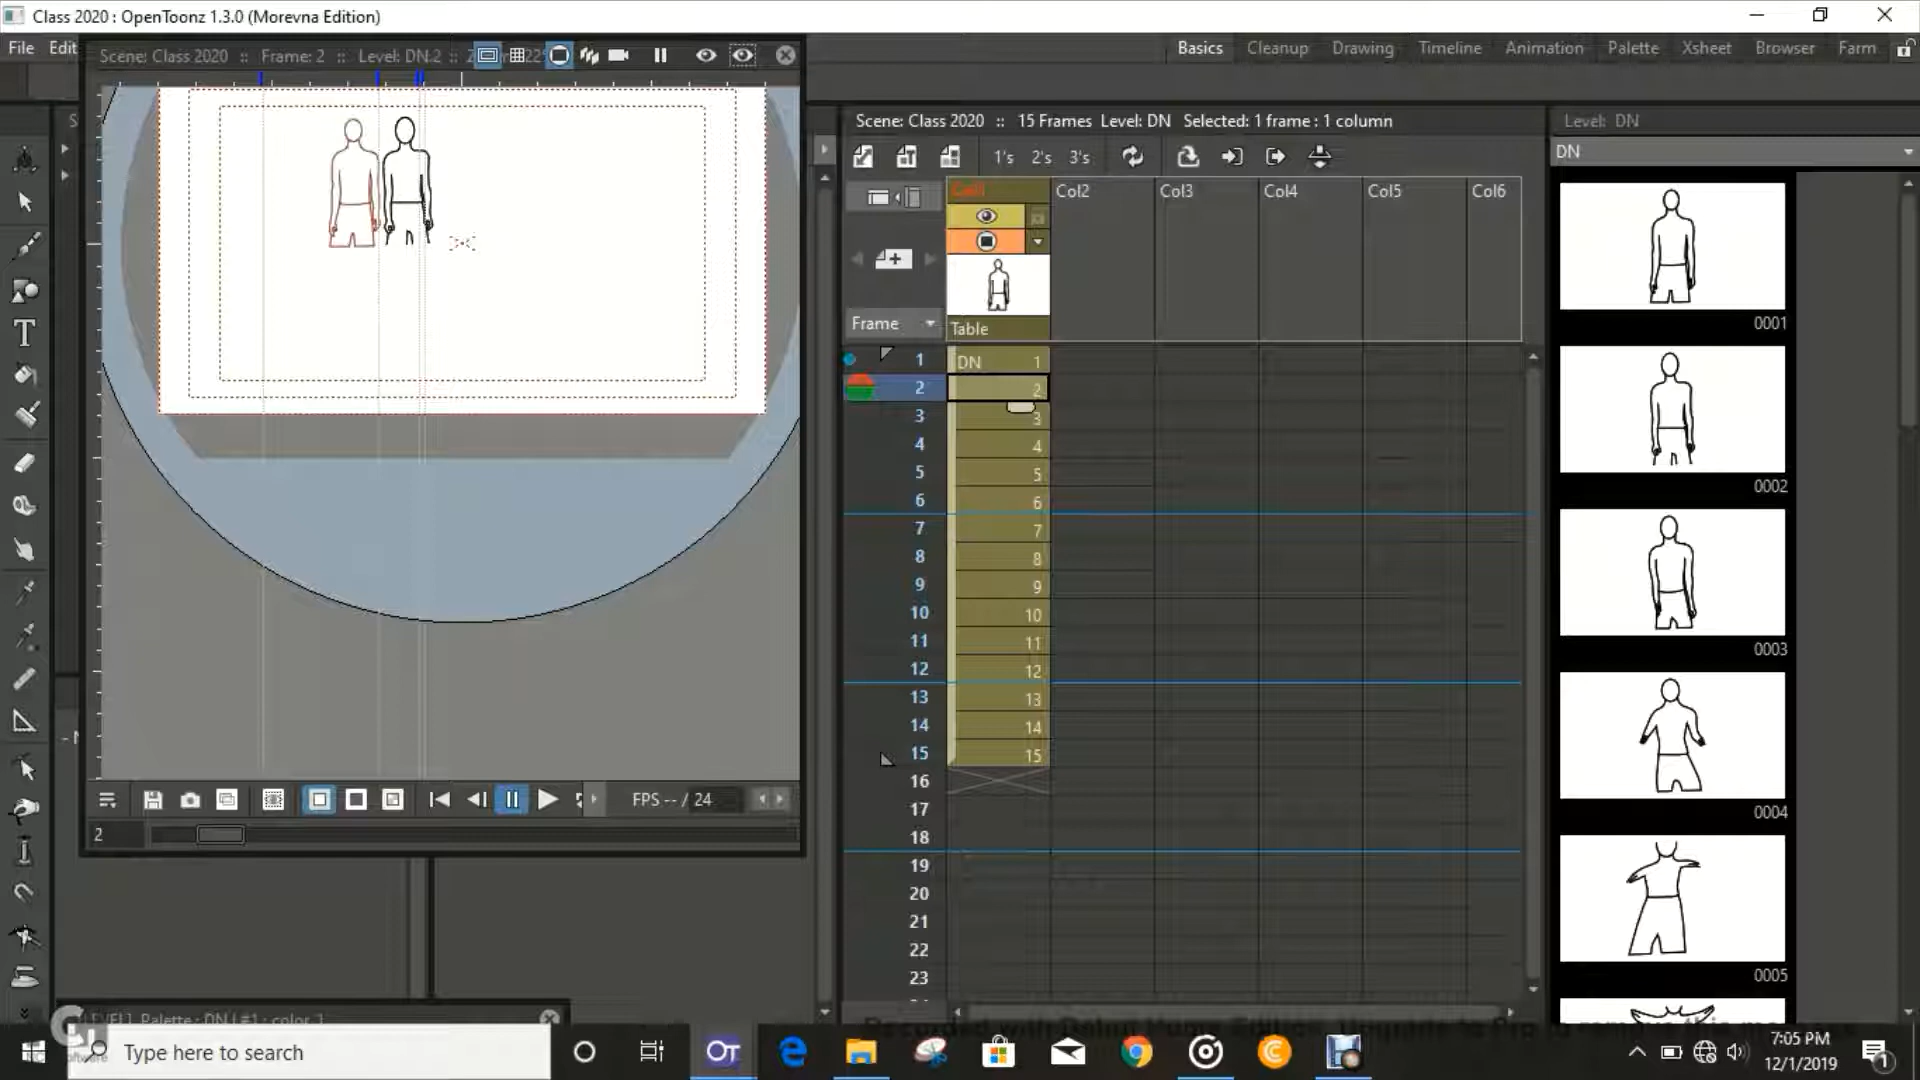 Class 2020 : OpenToonz 1.3.0 (Morevna Edition)
File Edit
Basics Cleanup Drawing Timeline Animation Palette Xsheet Browser Farm
Scene: Class 2020 :: Frame: 2 :: Level: DN.2
Scene: Class 2020 :: 15 Frames Level: DN Selected: 1 frame : 1 column
Level: DN
DN
1's 2's 3's
Col2 Col3 Col4 Col5 Col6
Frame
Table
1 DN 1
2 2
3 3
4 4
5 5
6 6
7 7
8 8
9 9
10 10
11 11
12 12
13 13
14 14
15 15
16
17
18
19
20
21
22
23
0001
0002
0003
0004
0005
FPS -- / 24
2
Palette : DN
Type here to search
7:05 PM
12/1/2019
1